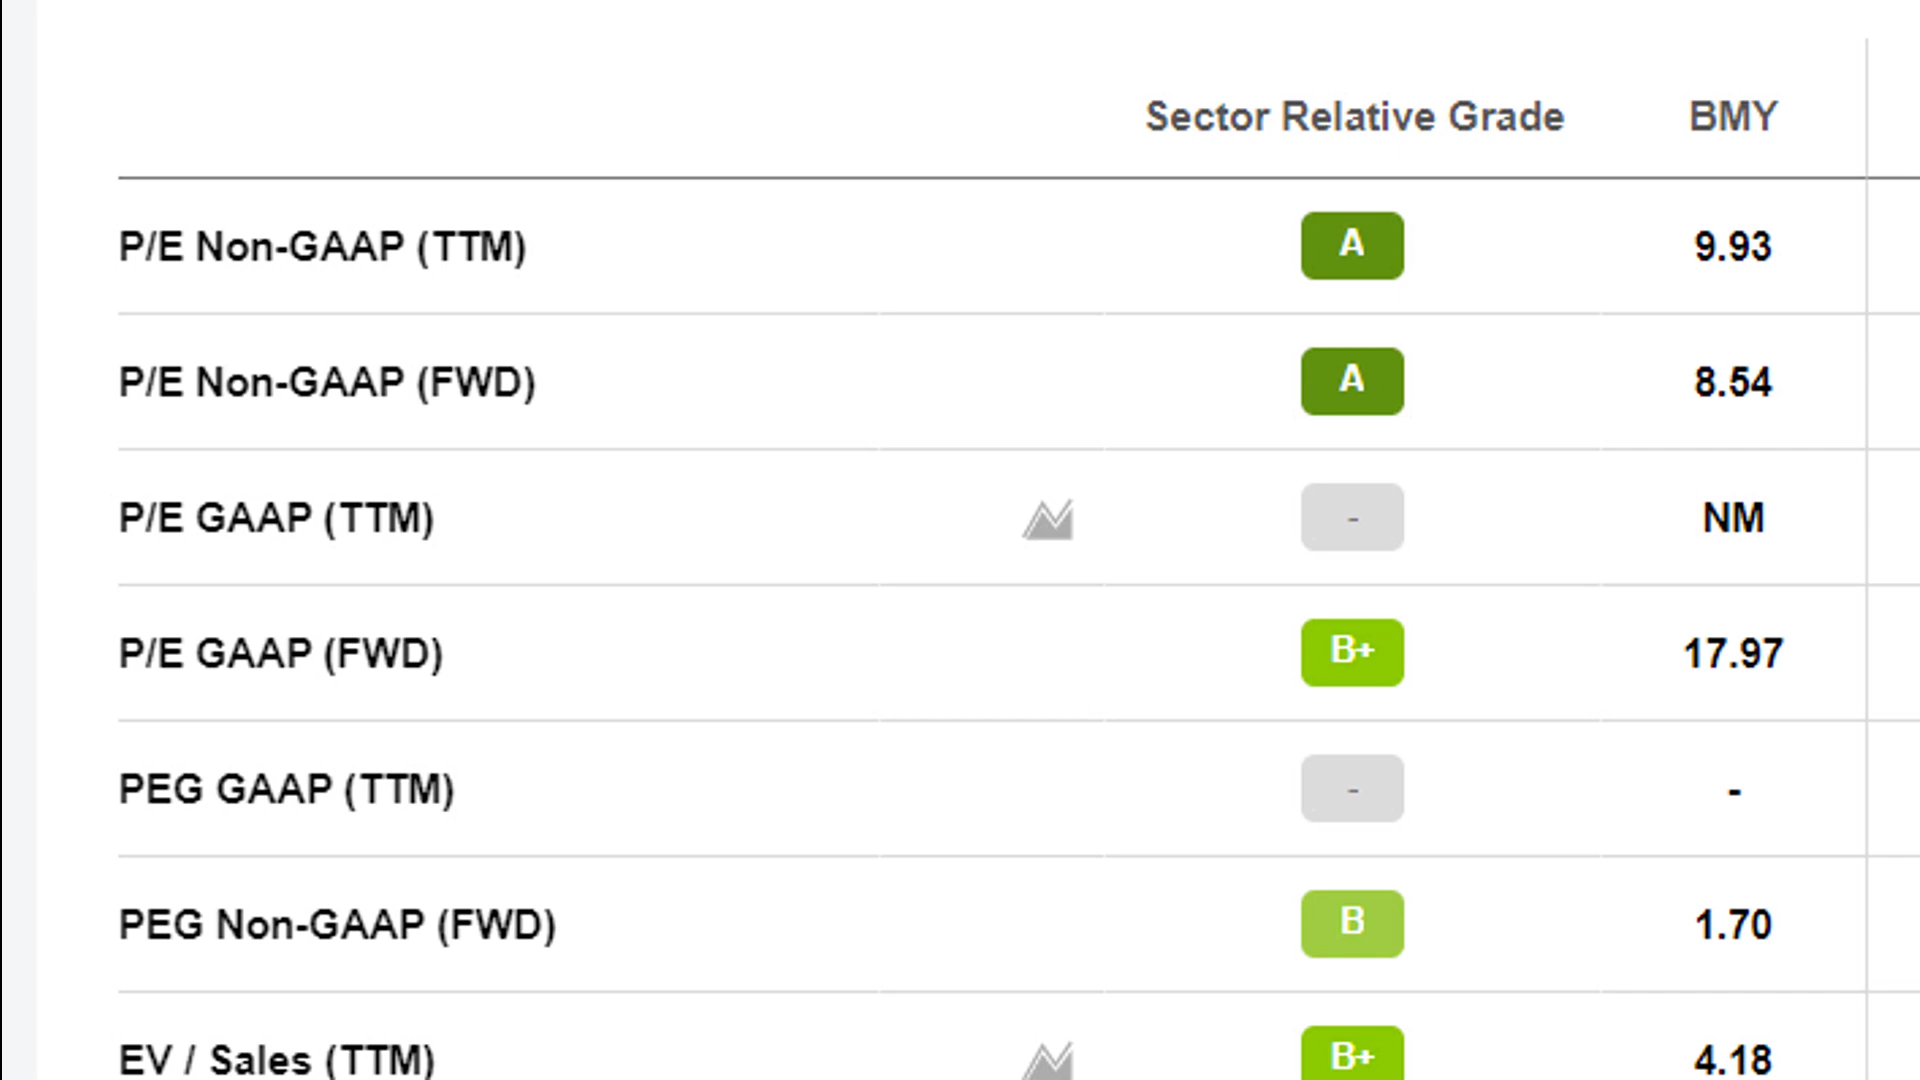 Sector Relative Grade BMY
P/E Non-GAAP (TTM) A 9.93
P/E Non-GAAP (FWD) A 8.54
P/E GAAP (TTM) - NM
P/E GAAP (FWD) B+ 17.97
PEG GAAP (TTM) - -
PEG Non-GAAP (FWD) B 1.70
EV / Sales (TTM) B+ 4.18